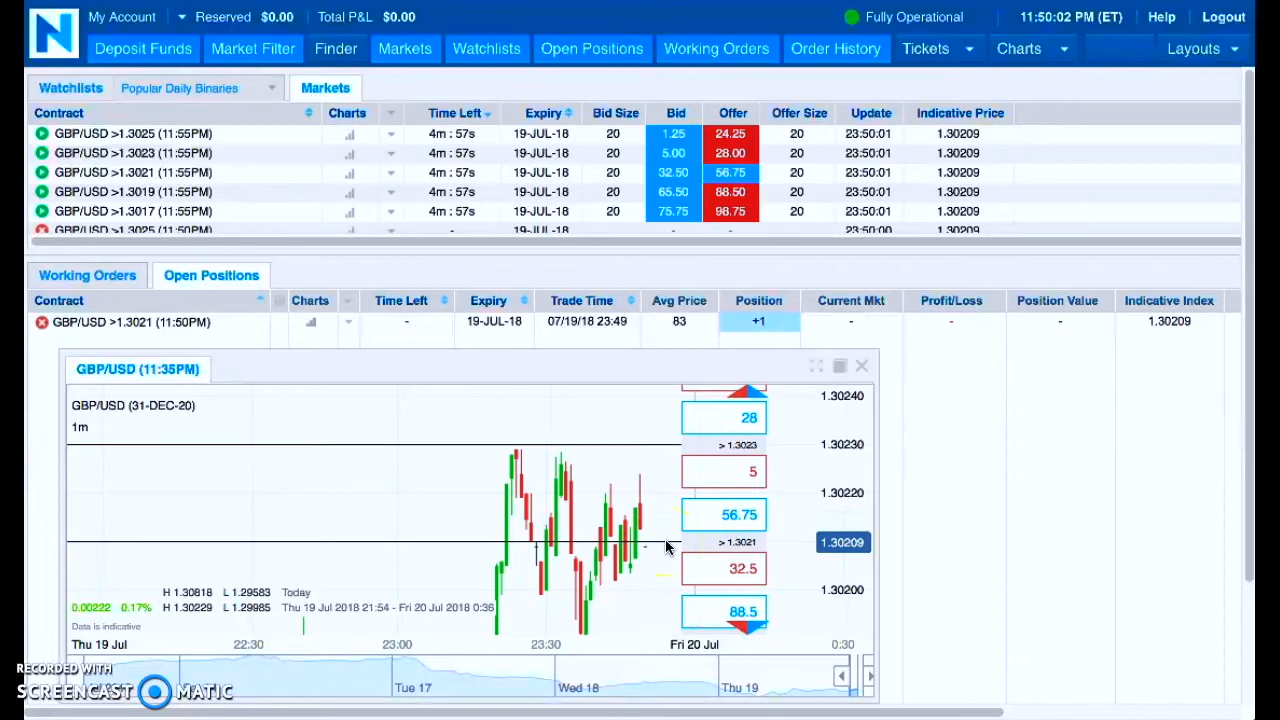 N My Account Reserved $0.00 Total P&L $0.00 Fully Operational 11:50:02 PM (ET) Help Logout
Deposit Funds Market Filter Finder Markets Watchlists Open Positions Working Orders Order History Tickets Charts Layouts
Watchlists Popular Daily Binaries Markets
Contract Charts Time Left Expiry Bid Size Bid Offer Offer Size Update Indicative Price
GBP/USD >1.3025 (11:55PM) 4m : 57s 19-JUL-18 20 1.25 24.25 20 23:50:01 1.30209
GBP/USD >1.3023 (11:55PM) 4m : 57s 19-JUL-18 20 5.00 28.00 20 23:50:01 1.30209
GBP/USD >1.3021 (11:55PM) 4m : 57s 19-JUL-18 20 32.50 56.75 20 23:50:01 1.30209
GBP/USD >1.3019 (11:55PM) 4m : 57s 19-JUL-18 20 65.50 88.50 20 23:50:01 1.30209
GBP/USD >1.3017 (11:55PM) 4m : 57s 19-JUL-18 20 75.75 98.75 20 23:50:01 1.30209
GBP/USD >1.3025 (11:50PM) - 19-JUL-18 - - 23:50:00 1.30209
Working Orders Open Positions
Contract Charts Time Left Expiry Trade Time Avg Price Position Current Mkt Profit/Loss Position Value Indicative Index
GBP/USD >1.3021 (11:50PM) - 19-JUL-18 07/19/18 23:49 83 +1 - - - 1.30209
GBP/USD (11:35PM)
GBP/USD (31-DEC-20)
1m
1.30240
28
> 1.3023 1.30230
5
1.30220
56.75
> 1.3021 1.30209
32.5
1.30200
88.5
H 1.30818 L 1.29583 Today
0.00222 0.17% H 1.30229 L 1.29985 Thu 19 Jul 2018 21:54 - Fri 20 Jul 2018 0:36
Data is indicative
Thu 19 Jul 22:30 23:00 23:30 Fri 20 Jul 0:30
Tue 17 Wed 18 Thu 19
RECORDED WITH
SCREENCAST MATIC